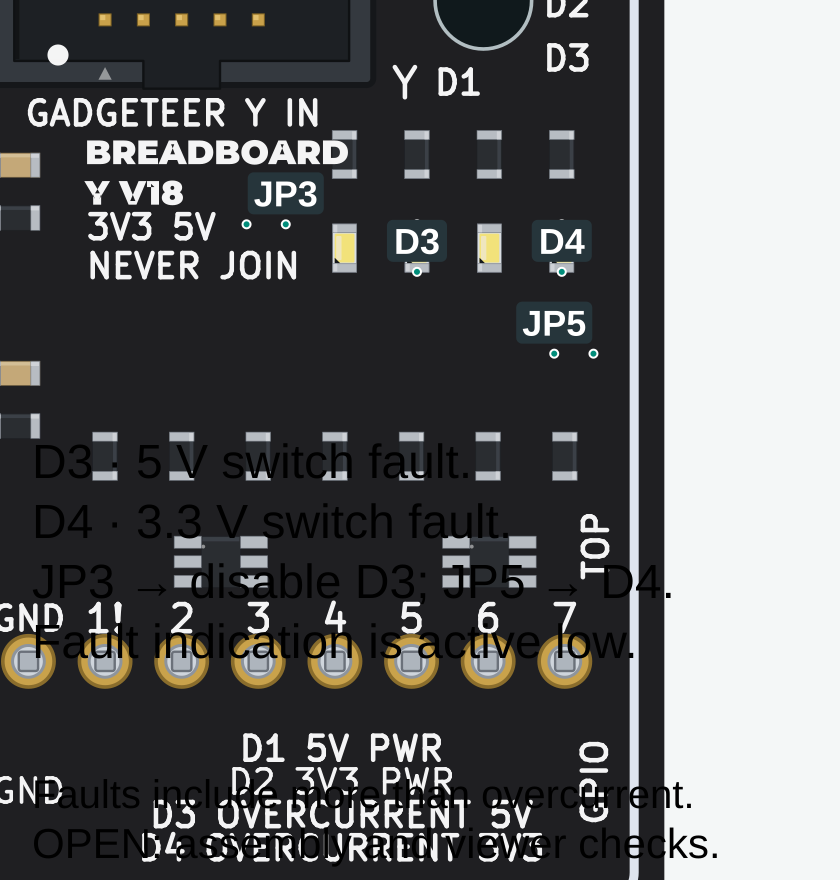 D2
D3
Y D1
GADGETEER Y IN
BREADBOARD
Y V18
JP3
3V3 5V
D3
D4
NEVER JOIN
JP5
D3 · 5 V switch fault.
D4 · 3.3 V switch fault.
TOP
JP3 → disable D3; JP5 → D4.
GND 1! 2 3 4 5 6 7
Fault indication is active low.
D1 5V PWR
D2 3V3 PWR
GPIO
GND
Faults include more than overcurrent.
D3 OVERCURRENT 5V
D4 OVERCURRENT 3V3
OPEN: assembly and viewer checks.